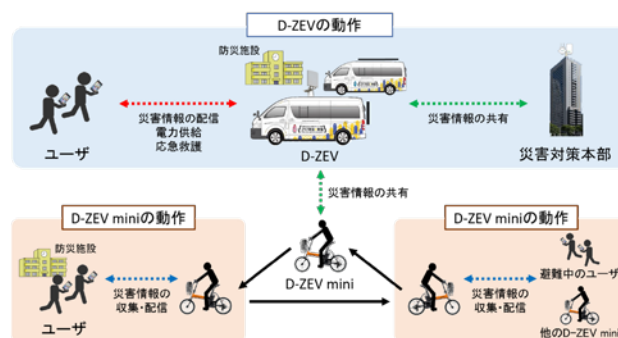 D-ZEVの動作
防災施設
災害情報の配信
電力供給
応急救護
災害情報の共有
ユーザ
D-ZEV
災害対策本部
災害情報の共有
D-ZEV miniの動作
D-ZEV miniの動作
防災施設
D-ZEV mini
避難中のユーザ
災害情報の
収集・配信
災害情報の
収集・配信
ユーザ
他のD-ZEV mini